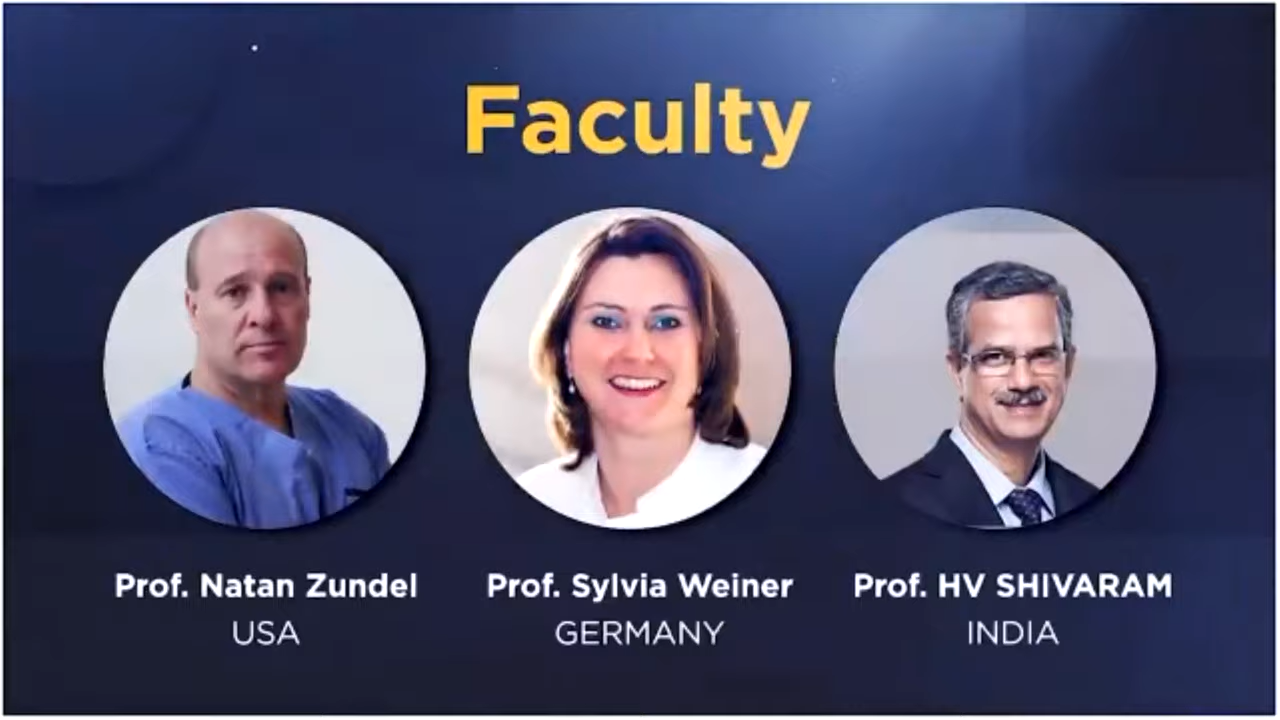 Faculty
Prof. Natan Zundel
USA
Prof. Sylvia Weiner
GERMANY
Prof. HV SHIVARAM
INDIA